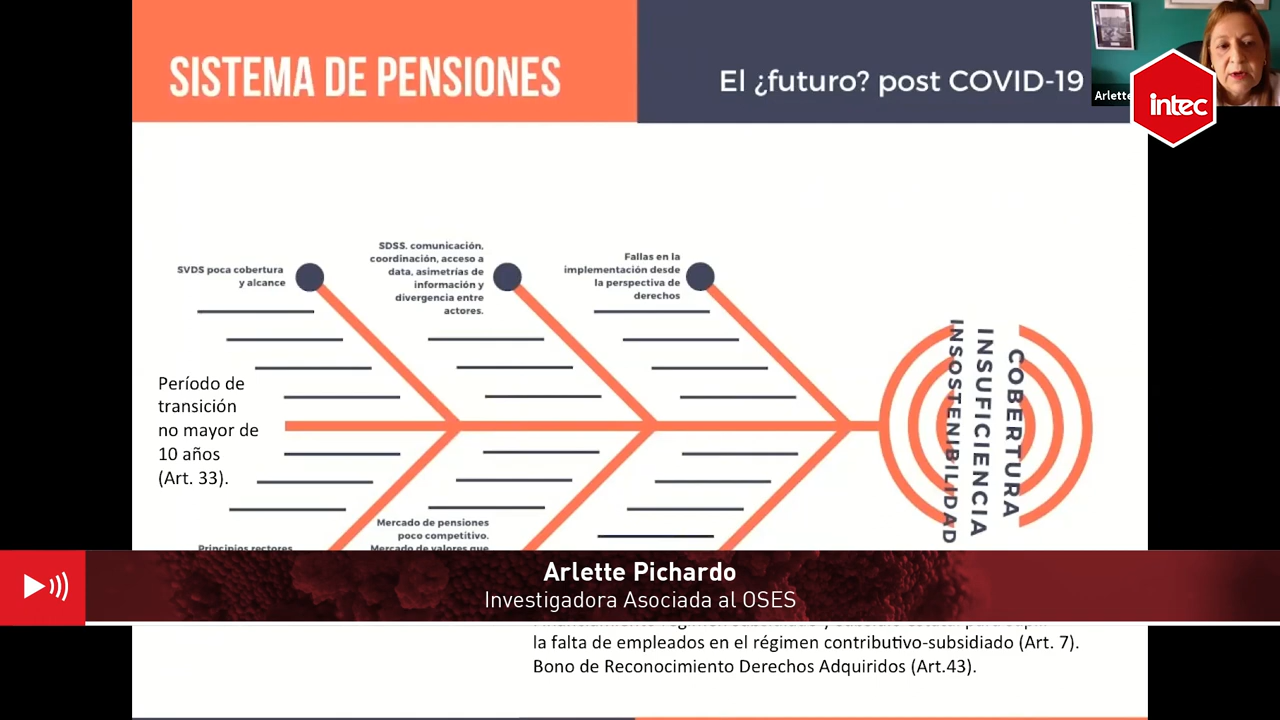 SISTEMA DE PENSIONES
El ¿futuro? post COVID-19
Arlette
intec
SVDS poca cobertura
y alcance
SDSS. comunicación,
coordinación, acceso a
data, asimetrías de
información y
divergencia entre
actores.
Fallas en la
implementación desde
la perspectiva de
derechos
Período de
transición
no mayor de
10 años
(Art. 33).
COBERTURA
INSUFICIENCIA
INSOSTENIBILIDAD
Principios rectores
Mercado de pensiones
poco competitivo.
Mercado de valores que
Arlette Pichardo
Investigadora Asociada al OSES
la falta de empleados en el régimen contributivo-subsidiado (Art. 7).
Bono de Reconocimiento Derechos Adquiridos (Art.43).